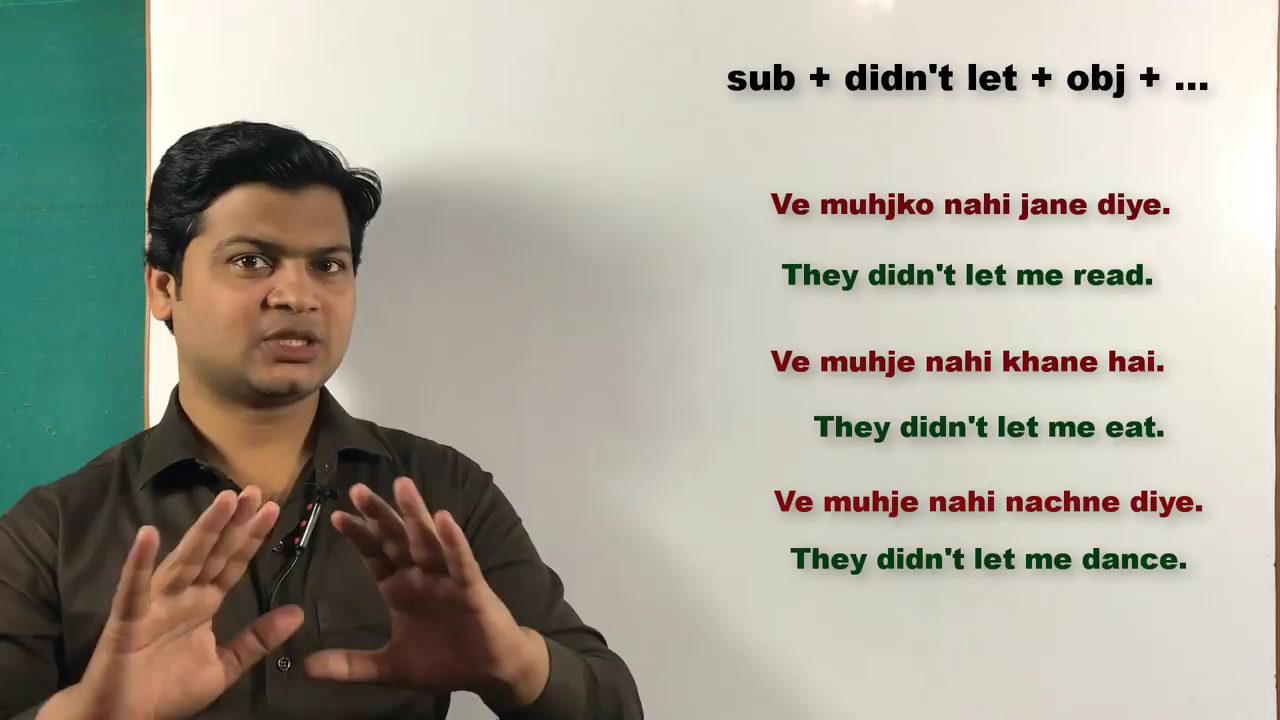 sub + didn't let + obj + ...
Ve muhjko nahi jane diye.
They didn't let me read.
Ve muhje nahi khane hai.
They didn't let me eat.
Ve muhje nahi nachne diye.
They didn't let me dance.